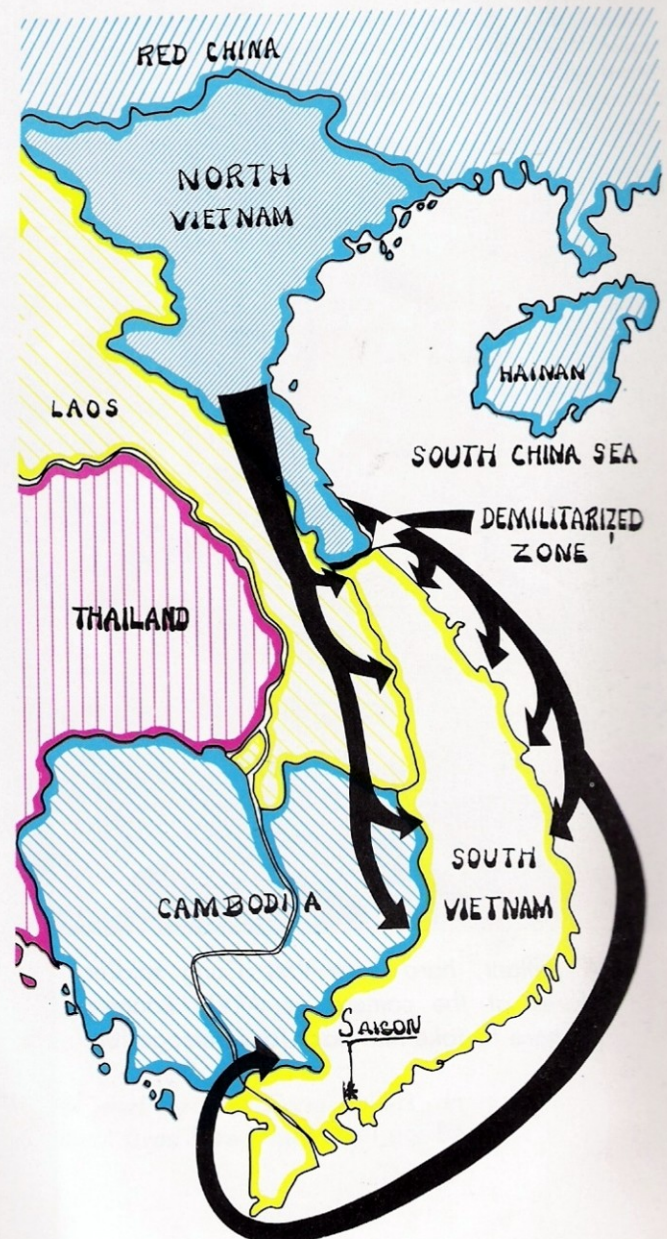 RED CHINA
NORTH
VIETNAM
HAINAN
LAOS
SOUTH CHINA SEA
DEMILITARIZED
ZONE
THAILAND
SOUTH
VIETNAM
CAMBODIA
SAIGON